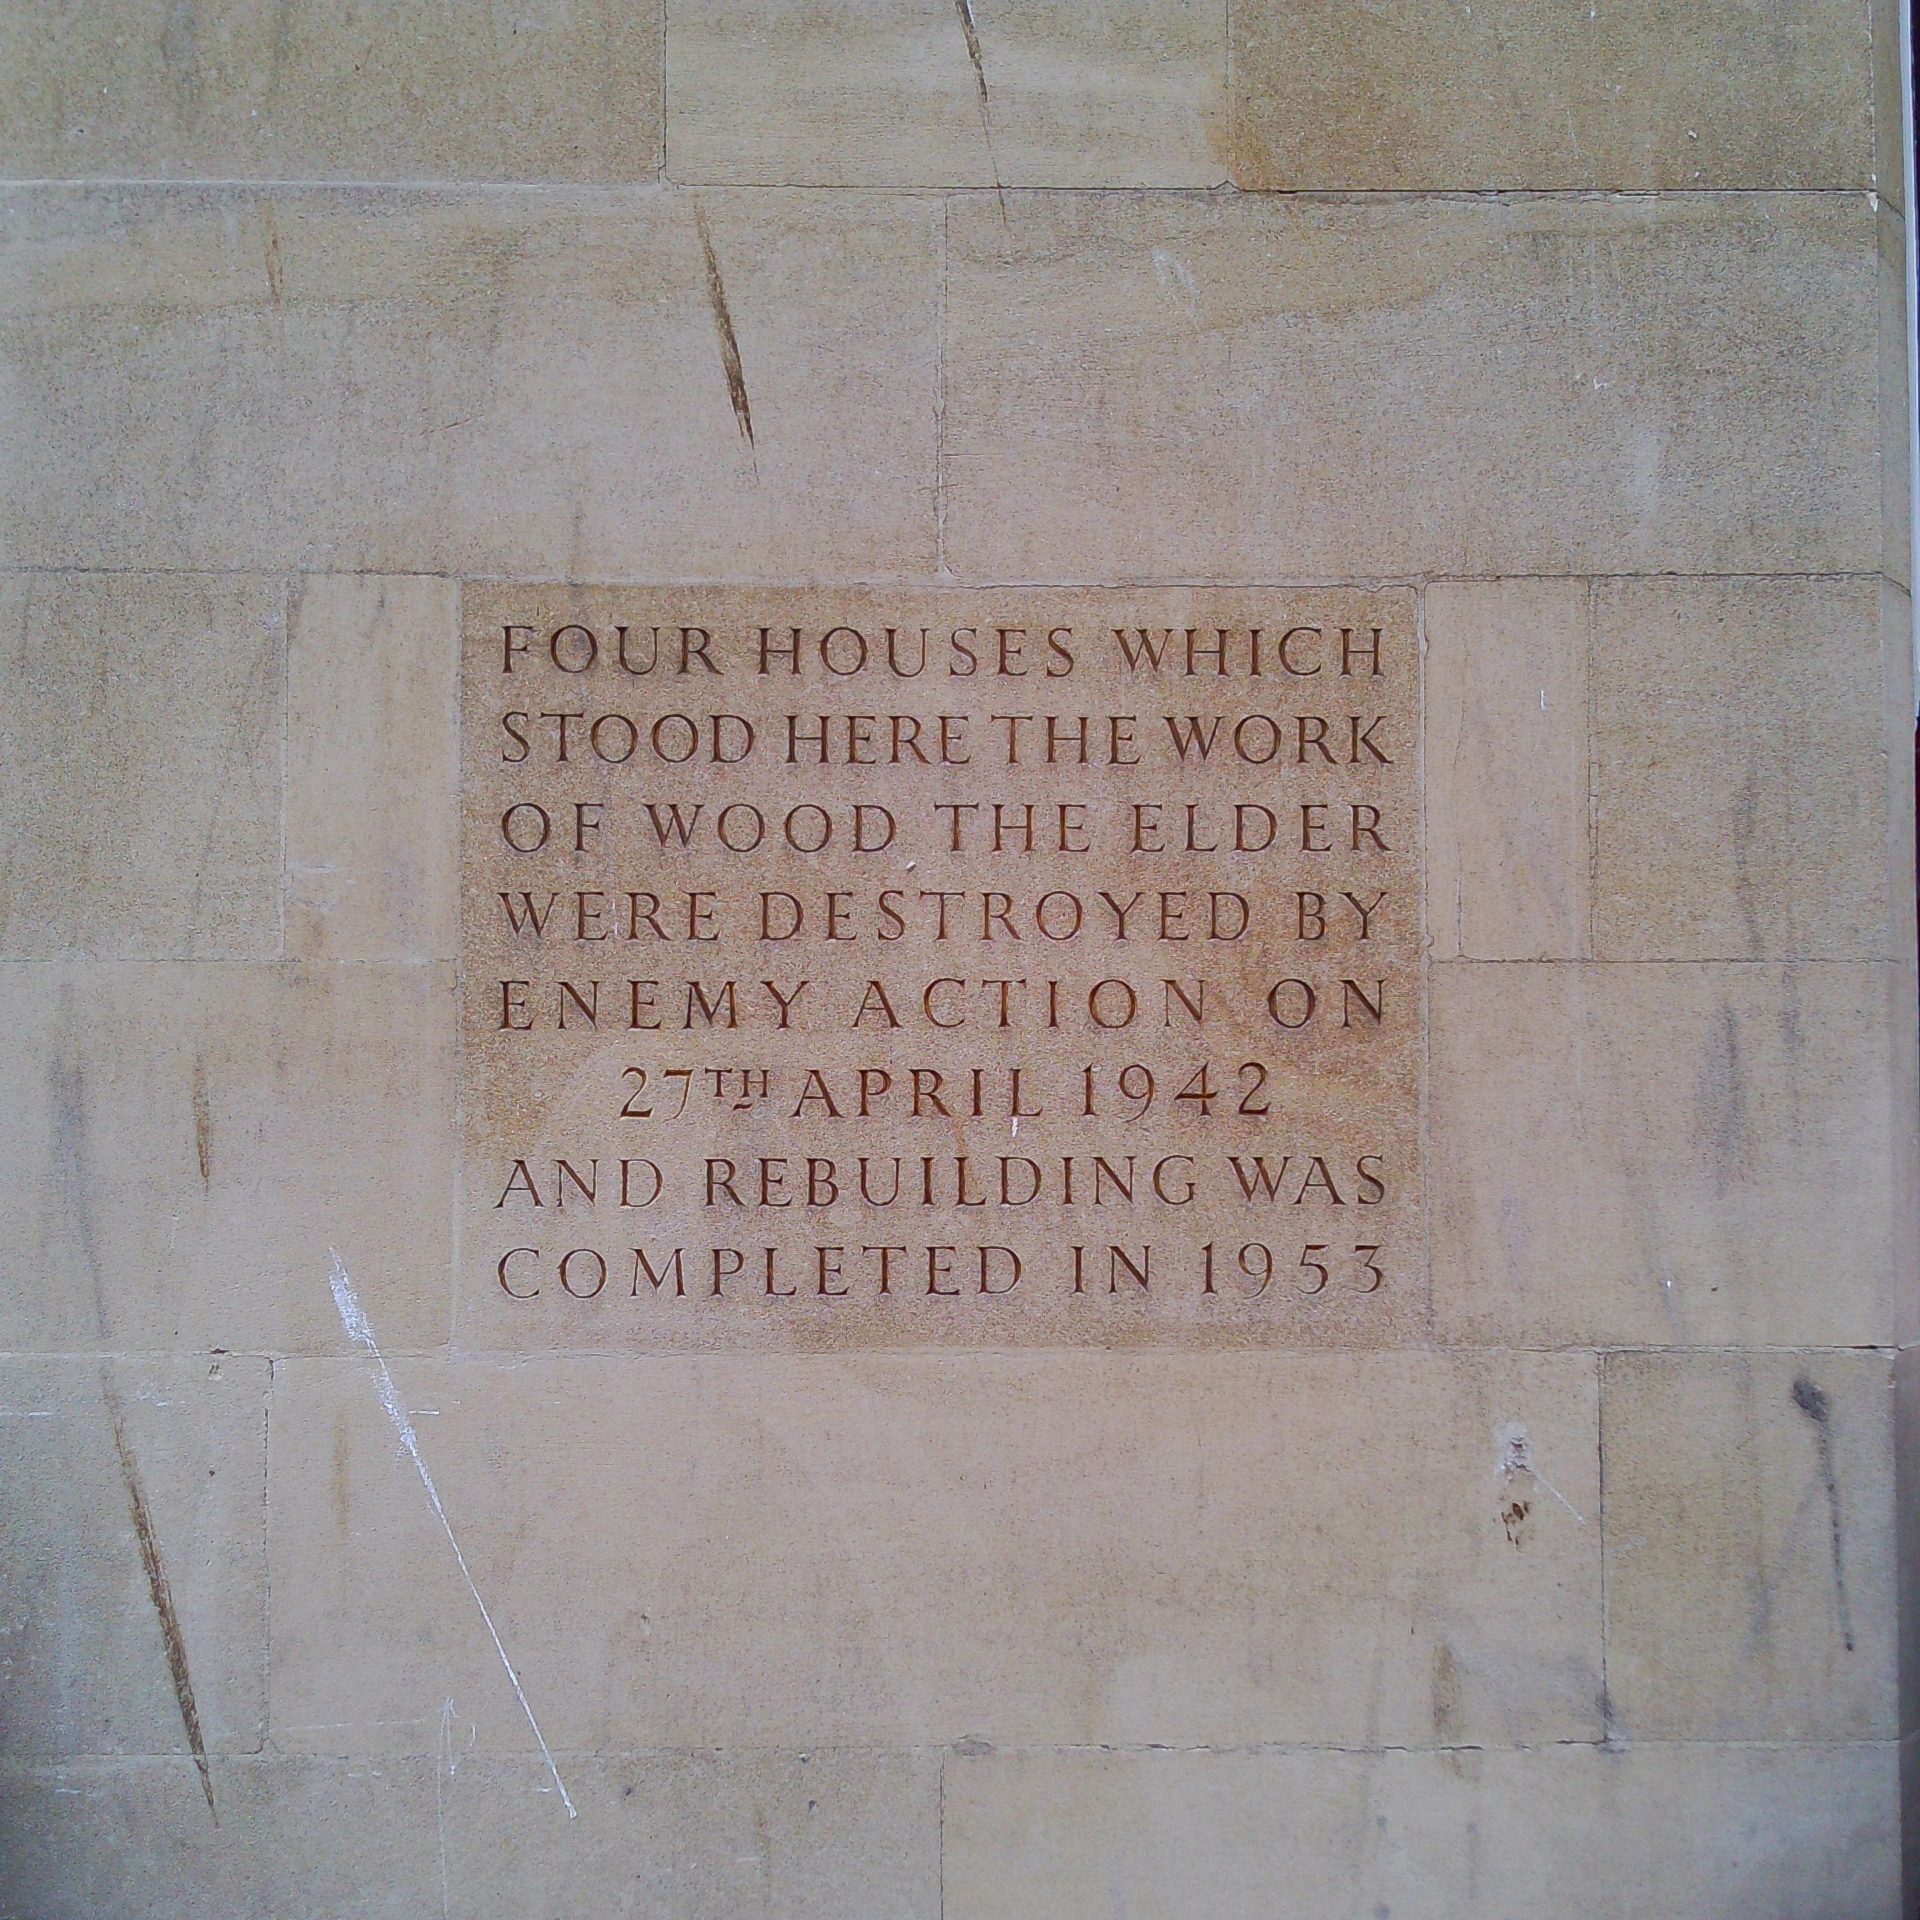 FOUR HOUSES WHICH
STOOD HERE THE WORK
OF WOOD THE ELDER
WERE DESTROYED BY
ENEMY ACTION ON
27TH APRIL 1942
AND REBUILDING WAS
COMPLETED IN 1953